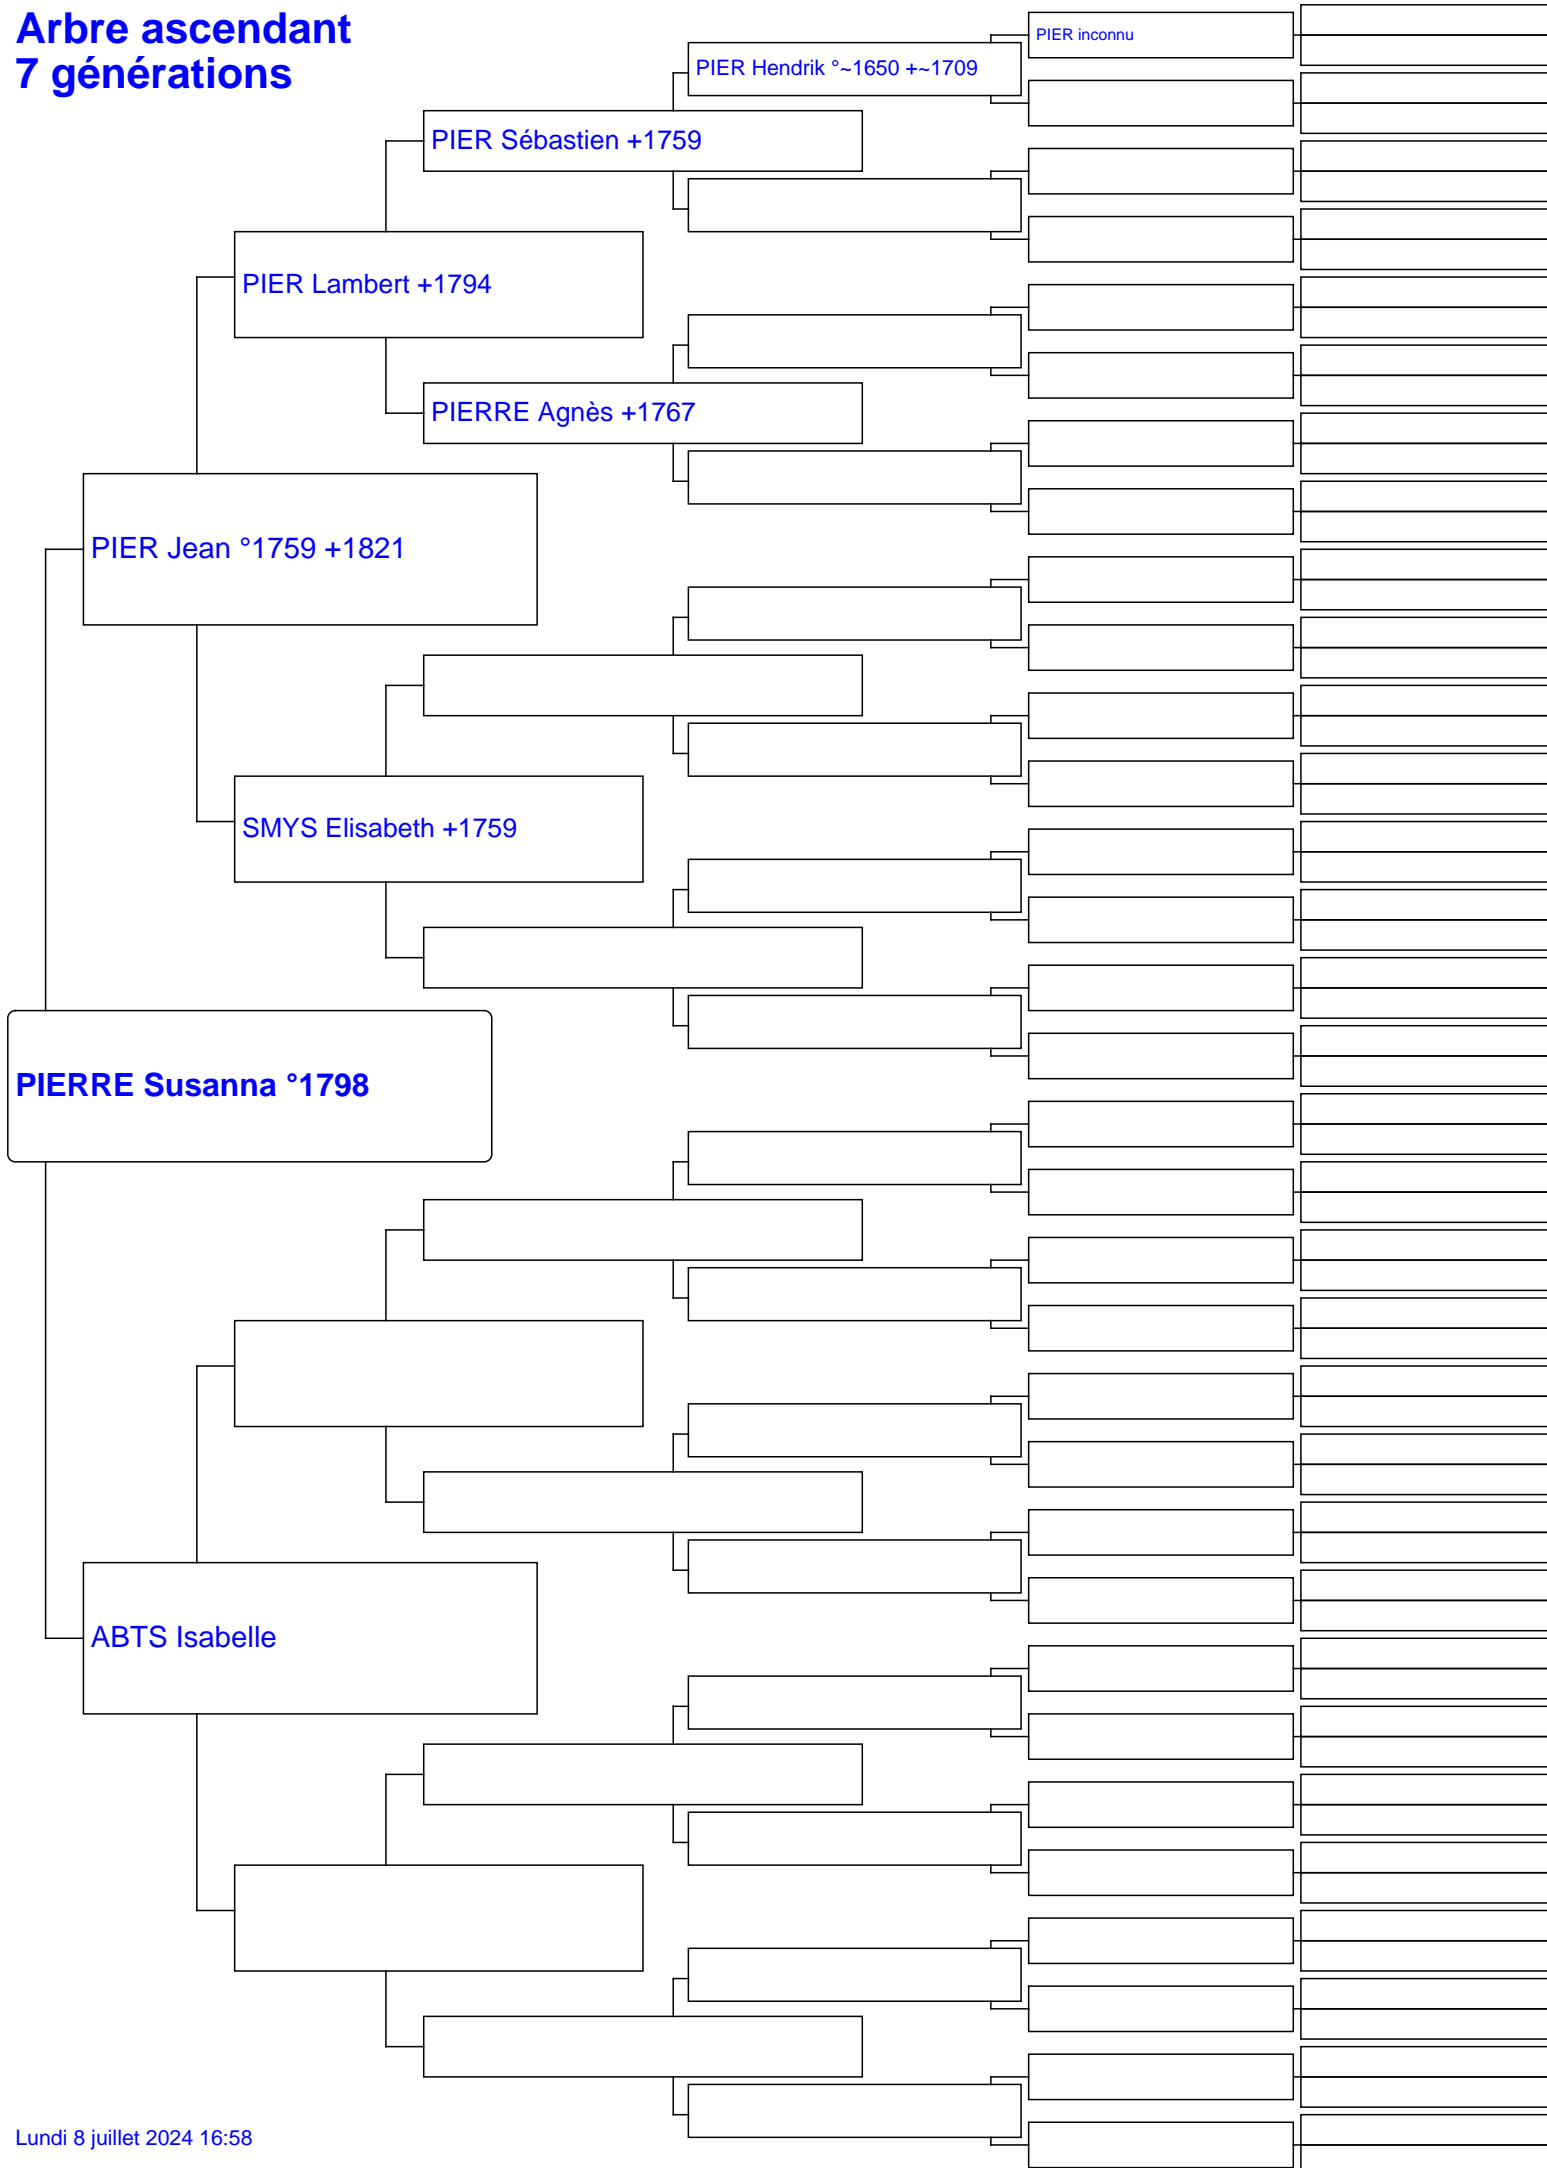 Arbre ascendant
7 générations
PIER inconnu
PIER Hendrik °~1650 +~1709
PIER Sébastien +1759
PIER Lambert +1794
PIERRE Agnès +1767
PIER Jean °1759 +1821
SMYS Elisabeth +1759
PIERRE Susanna °1798
ABTS Isabelle
Lundi 8 juillet 2024 16:58